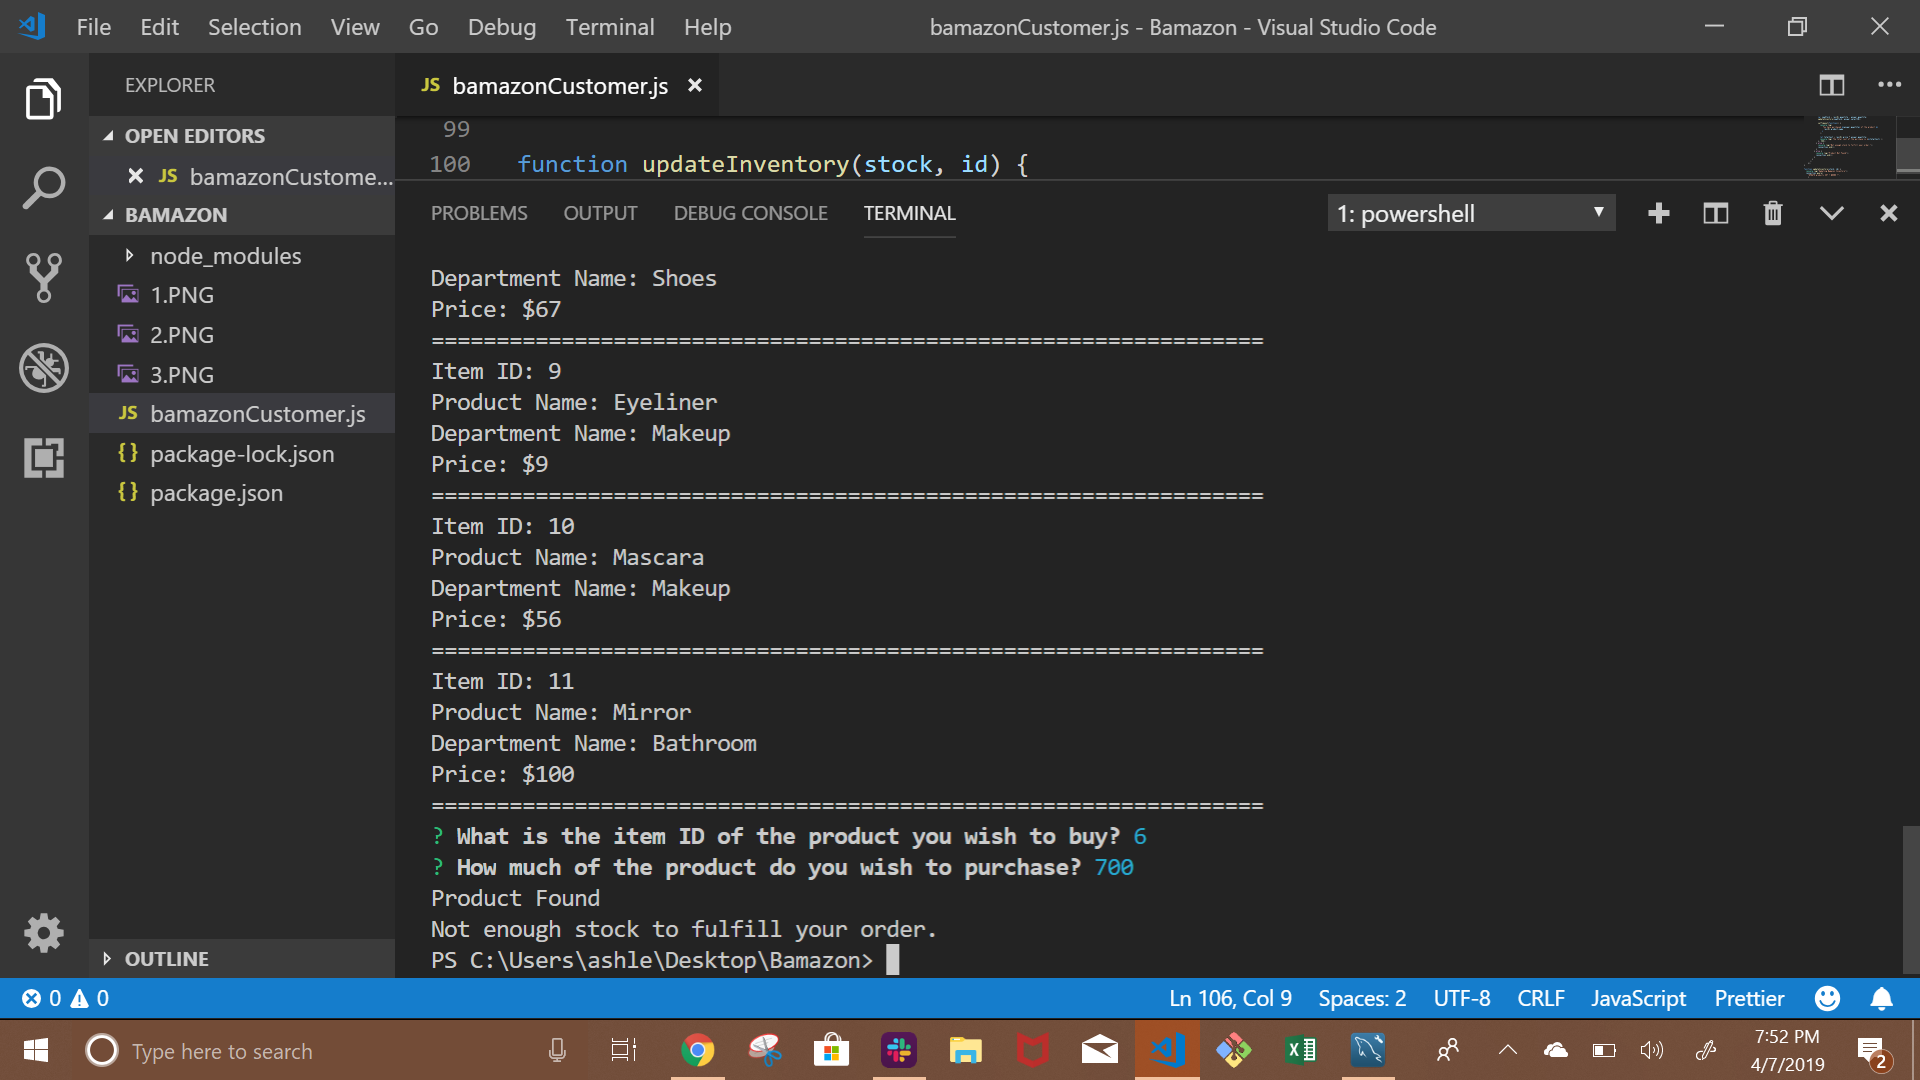 File Edit Selection View Go Debug Terminal Help
bamazonCustomer.js - Bamazon - Visual Studio Code
EXPLORER
OPEN EDITORS
JS bamazonCustome...
BAMAZON
node_modules
1.PNG
2.PNG
3.PNG
JS bamazonCustomer.js
{} package-lock.json
{} package.json
OUTLINE
JS bamazonCustomer.js
99
100 function updateInventory(stock, id) {
PROBLEMS OUTPUT DEBUG CONSOLE TERMINAL
1: powershell
Department Name: Shoes
Price: $67
================================================================
Item ID: 9
Product Name: Eyeliner
Department Name: Makeup
Price: $9
================================================================
Item ID: 10
Product Name: Mascara
Department Name: Makeup
Price: $56
================================================================
Item ID: 11
Product Name: Mirror
Department Name: Bathroom
Price: $100
================================================================
? What is the item ID of the product you wish to buy? 6
? How much of the product do you wish to purchase? 700
Product Found
Not enough stock to fulfill your order.
PS C:\Users\ashle\Desktop\Bamazon>
0 0
Ln 106, Col 9 Spaces: 2 UTF-8 CRLF JavaScript Prettier
Type here to search
7:52 PM
4/7/2019
2